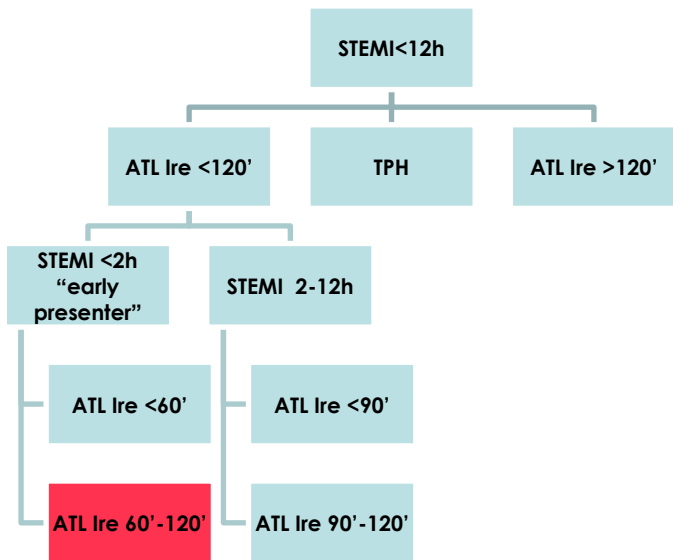 STEMI<12h
ATL Ire <120’
TPH
ATL Ire >120’
STEMI <2h
“early
presenter”
STEMI 2-12h
ATL Ire <60’
ATL Ire <90’
ATL Ire 60’-120’
ATL Ire 90’-120’